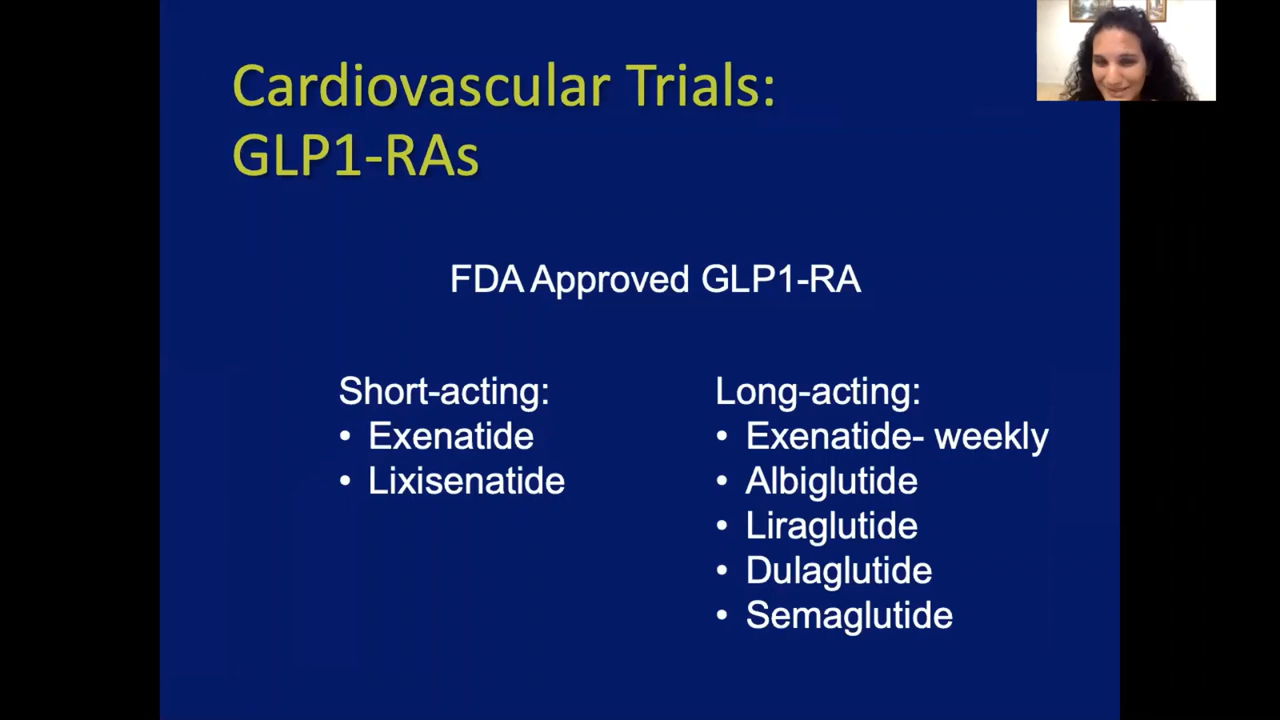 Cardiovascular Trials:
GLP1-RAs
FDA Approved GLP1-RA
Short-acting:
• Exenatide
• Lixisenatide
Long-acting:
• Exenatide- weekly
• Albiglutide
• Liraglutide
• Dulaglutide
• Semaglutide